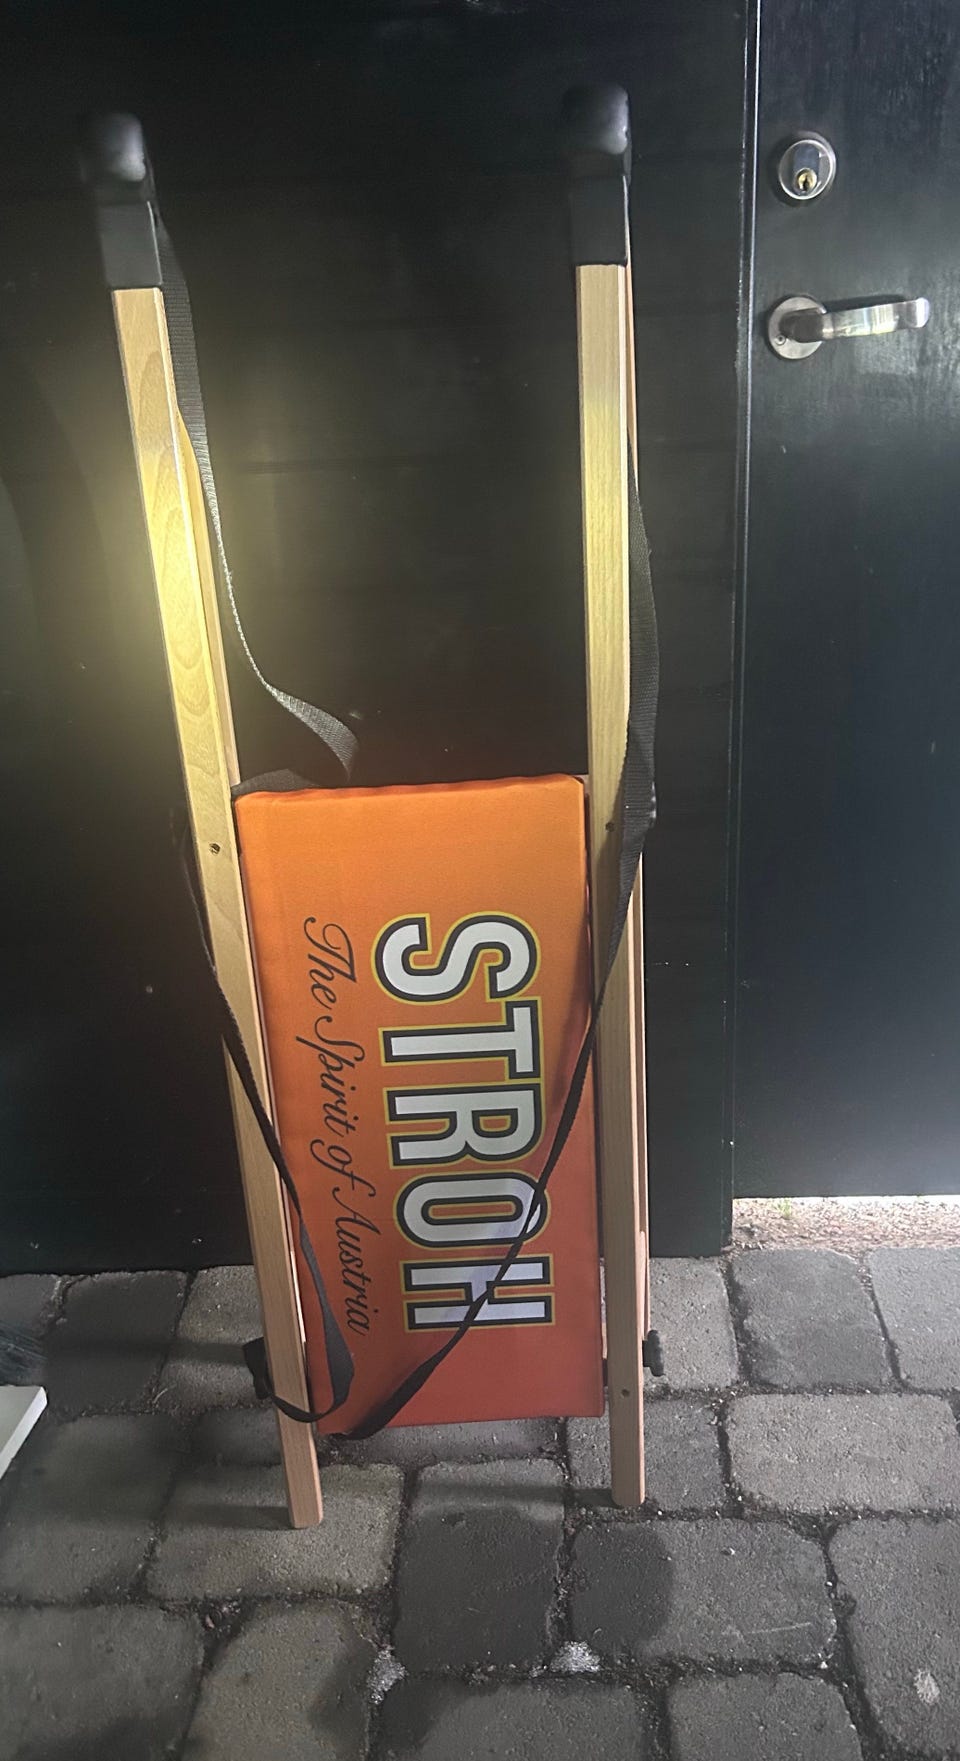 STROH
The Spirit of Austria